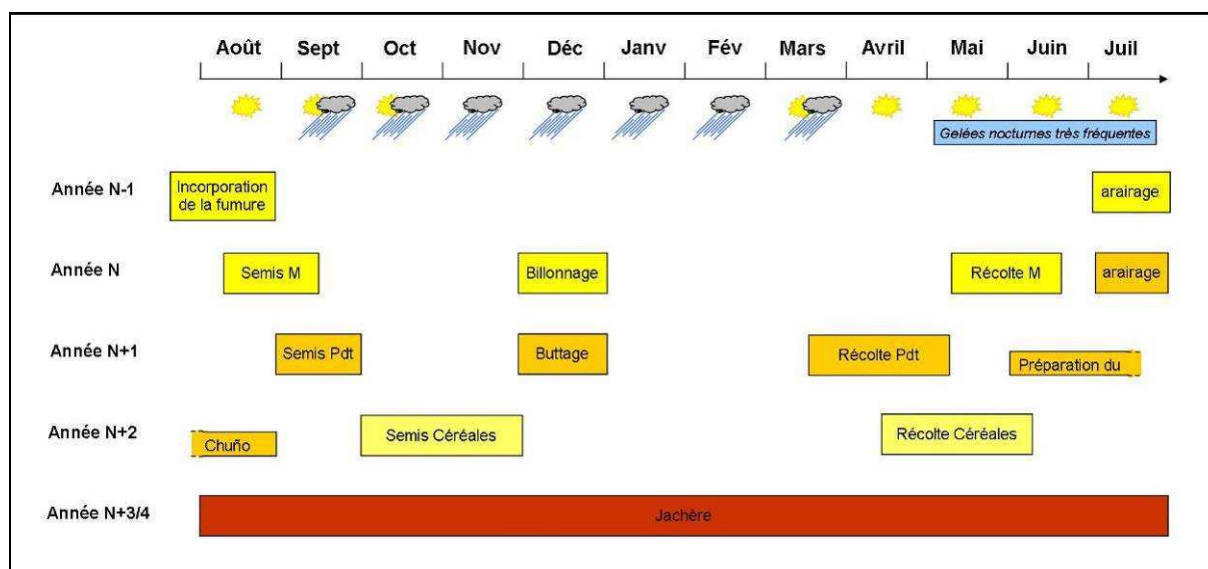 Août Sept Oct Nov Déc Janv Fév Mars Avril Mai Juin Juil
Gelées nocturnes très fréquentes
Année N-1
Incorporation
de la fumure
arairage
Année N
Semis M
Billonnage
Récolte M
arairage
Année N+1
Semis Pdt
Buttage
Récolte Pdt
Préparation du
Année N+2
Chuño
Semis Céréales
Récolte Céréales
Année N+3/4
Jachère